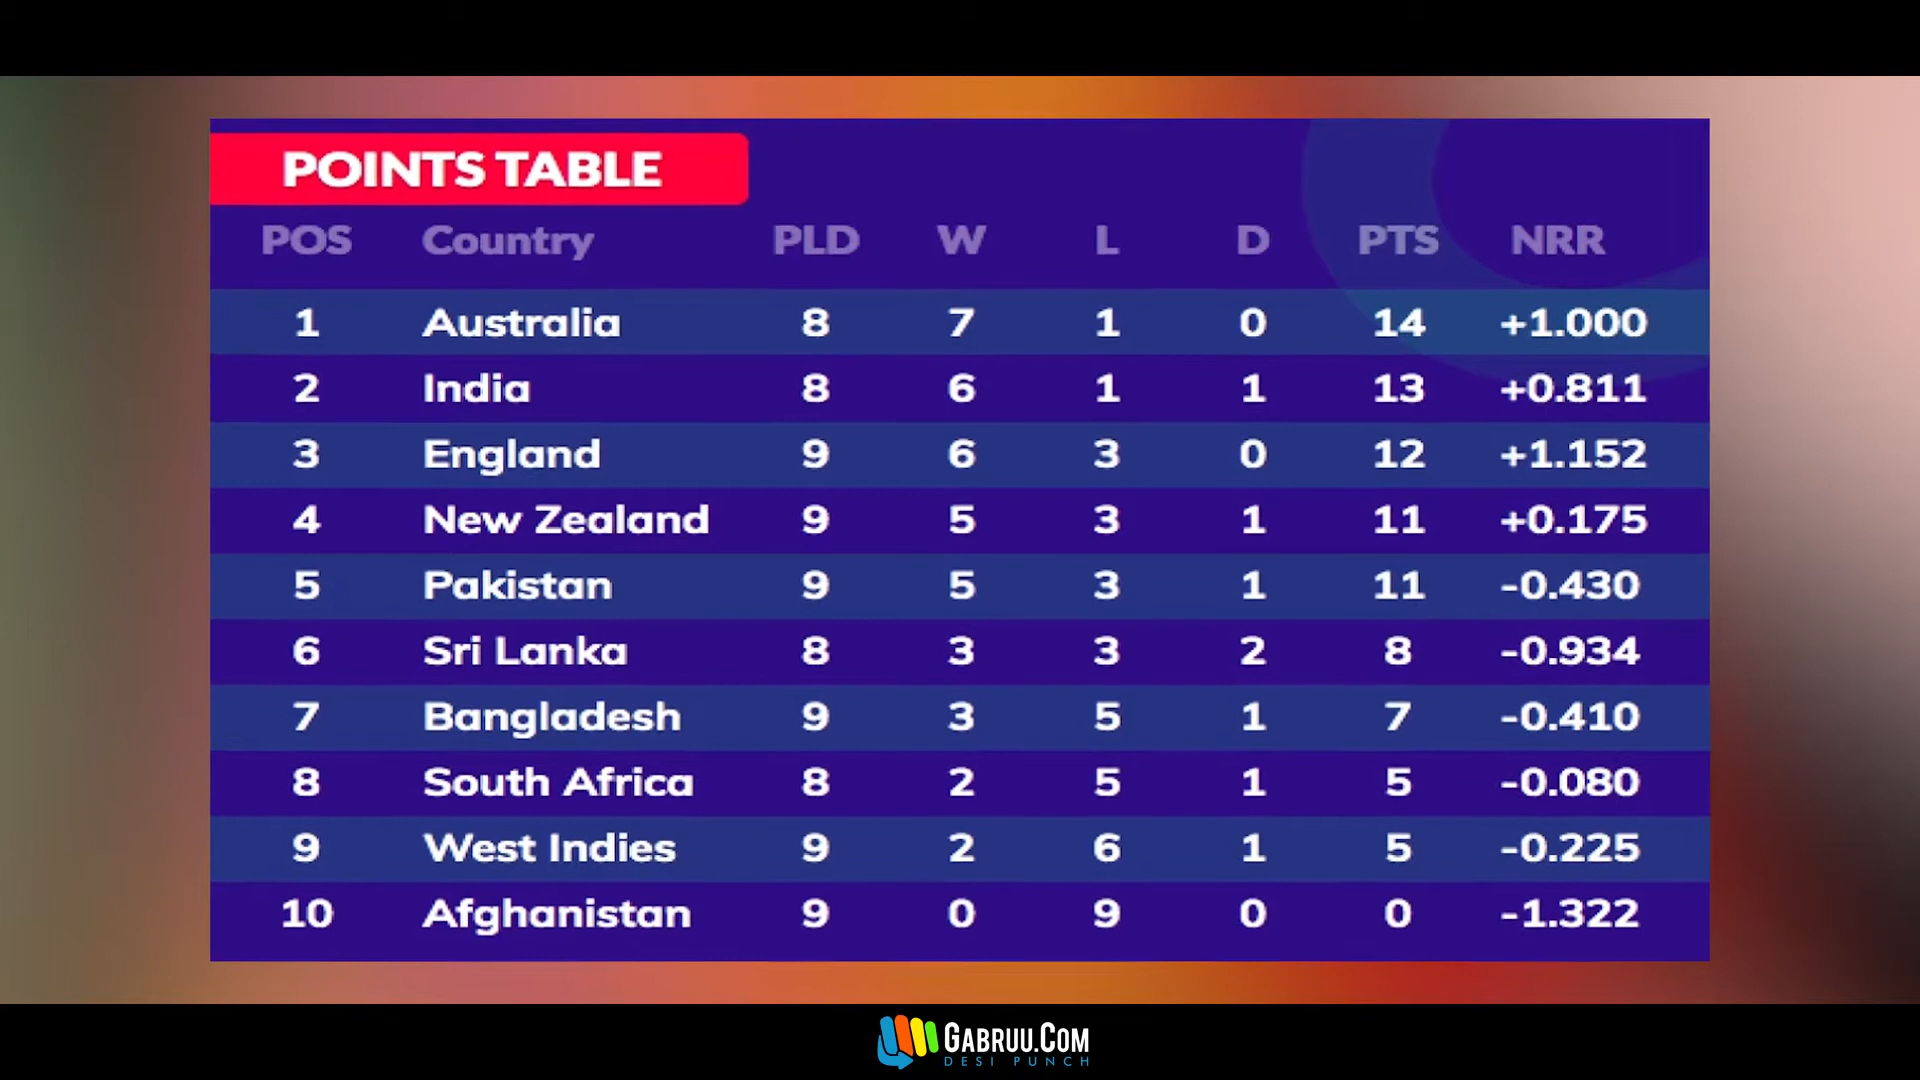 POINTS TABLE
POS Country PLD W L D PTS NRR
1 Australia 8 7 1 0 14 +1.000
2 India 8 6 1 1 13 +0.811
3 England 9 6 3 0 12 +1.152
4 New Zealand 9 5 3 1 11 +0.175
5 Pakistan 9 5 3 1 11 -0.430
6 Sri Lanka 8 3 3 2 8 -0.934
7 Bangladesh 9 3 5 1 7 -0.410
8 South Africa 8 2 5 1 5 -0.080
9 West Indies 9 2 6 1 5 -0.225
10 Afghanistan 9 0 9 0 0 -1.322
GABRUU.COM
DESI PUNCH